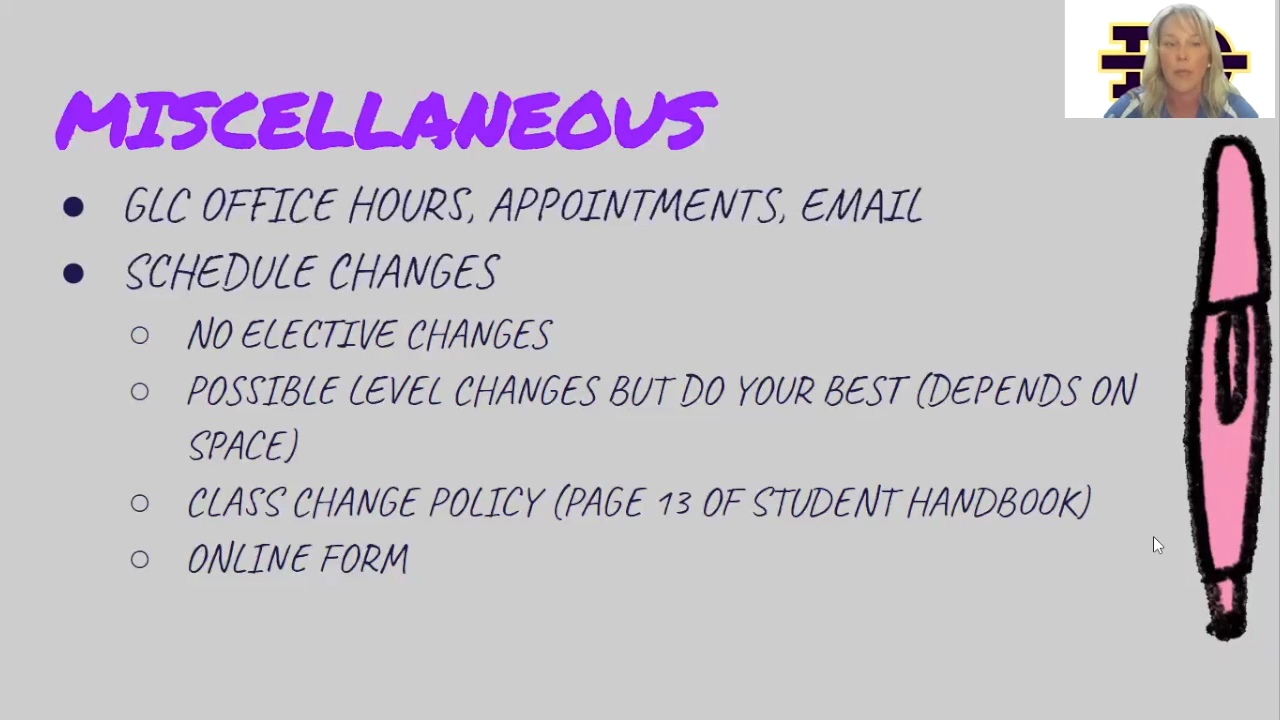 MISCELLANEOUS
GLC OFFICE HOURS, APPOINTMENTS, EMAIL
SCHEDULE CHANGES
NO ELECTIVE CHANGES
POSSIBLE LEVEL CHANGES BUT DO YOUR BEST (DEPENDS ON
SPACE)
CLASS CHANGE POLICY (PAGE 13 OF STUDENT HANDBOOK)
ONLINE FORM